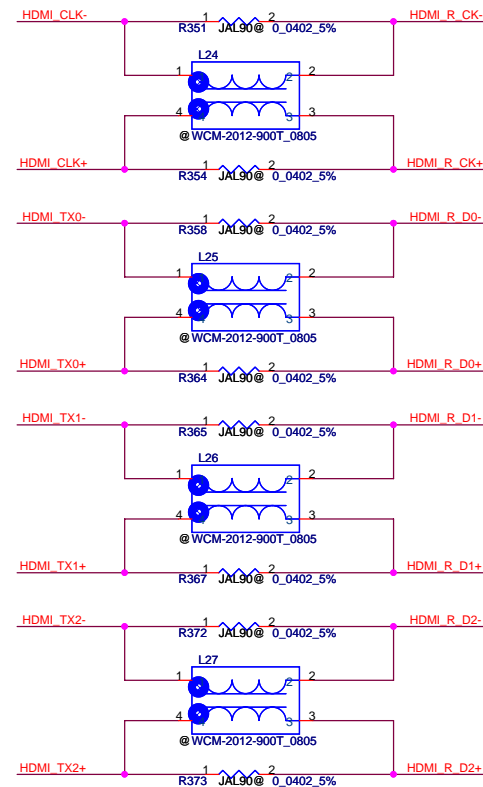 HDMI_CLK- 1 2 HDMI_R_CK-
R351 JAL90@ 0_0402_5%
L24
1 2 2
4 4 3 3
@ WCM-2012-900T_0805
HDMI_CLK+ 1 2 HDMI_R_CK+
R354 JAL90@ 0_0402_5%
HDMI_TX0- 1 2 HDMI_R_D0-
R358 JAL90@ 0_0402_5%
L25
1 2 2
4 4 3 3
@ WCM-2012-900T_0805
HDMI_TX0+ 1 2 HDMI_R_D0+
R364 JAL90@ 0_0402_5%
HDMI_TX1- 1 2 HDMI_R_D1-
R365 JAL90@ 0_0402_5%
L26
1 2 2
4 4 3 3
@ WCM-2012-900T_0805
HDMI_TX1+ 1 2 HDMI_R_D1+
R367 JAL90@ 0_0402_5%
HDMI_TX2- 1 2 HDMI_R_D2-
R372 JAL90@ 0_0402_5%
L27
1 2 2
4 4 3 3
@ WCM-2012-900T_0805
HDMI_TX2+ 1 2 HDMI_R_D2+
R373 JAL90@ 0_0402_5%